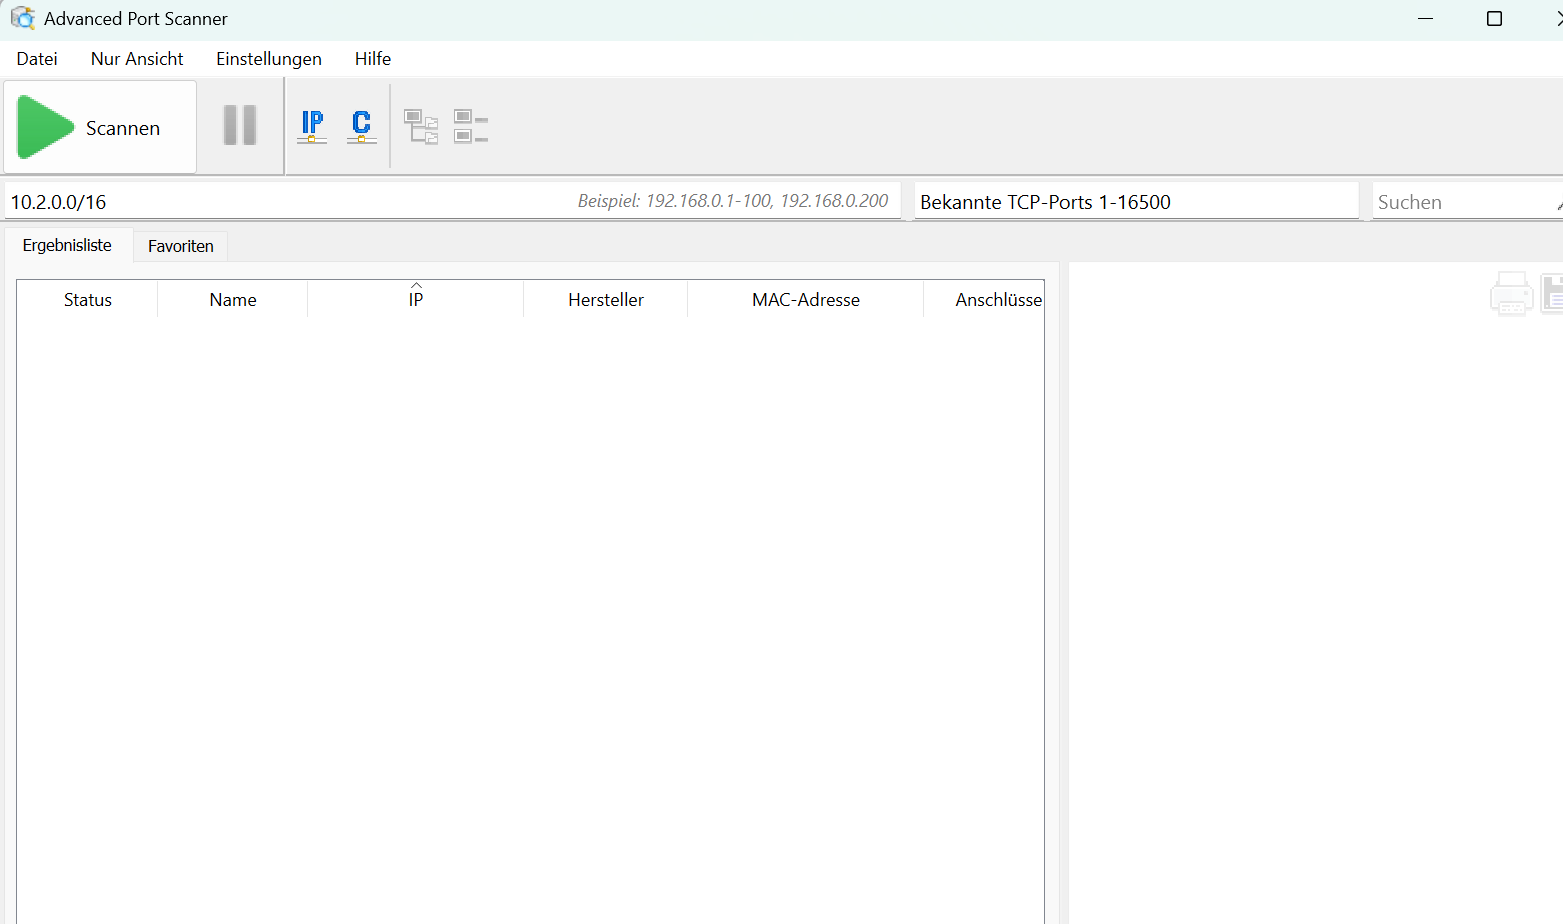 Advanced Port Scanner
Datei Nur Ansicht Einstellungen Hilfe
Scannen IP C
10.2.0.0/16 Beispiel: 192.168.0.1-100, 192.168.0.200 Bekannte TCP-Ports 1-16500 Suchen
Ergebnisliste Favoriten
Status Name IP Hersteller MAC-Adresse Anschlüsse